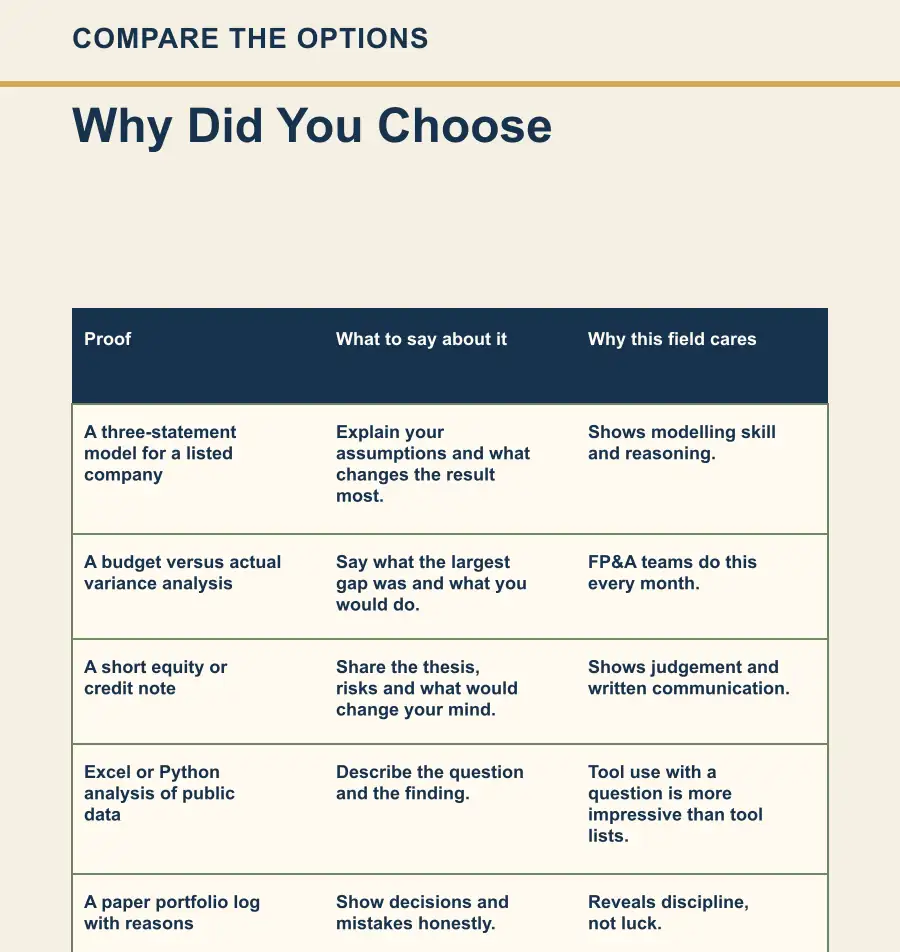 COMPARE THE OPTIONS
Why Did You Choose
Proof What to say about it Why this field cares
A three-statement
model for a listed
company
Explain your
assumptions and what
changes the result
most.
Shows modelling skill
and reasoning.
A budget versus actual
variance analysis
Say what the largest
gap was and what you
would do.
FP&A teams do this
every month.
A short equity or
credit note
Share the thesis,
risks and what would
change your mind.
Shows judgement and
written communication.
Excel or Python
analysis of public
data
Describe the question
and the finding.
Tool use with a
question is more
impressive than tool
lists.
A paper portfolio log
with reasons
Show decisions and
mistakes honestly.
Reveals discipline,
not luck.